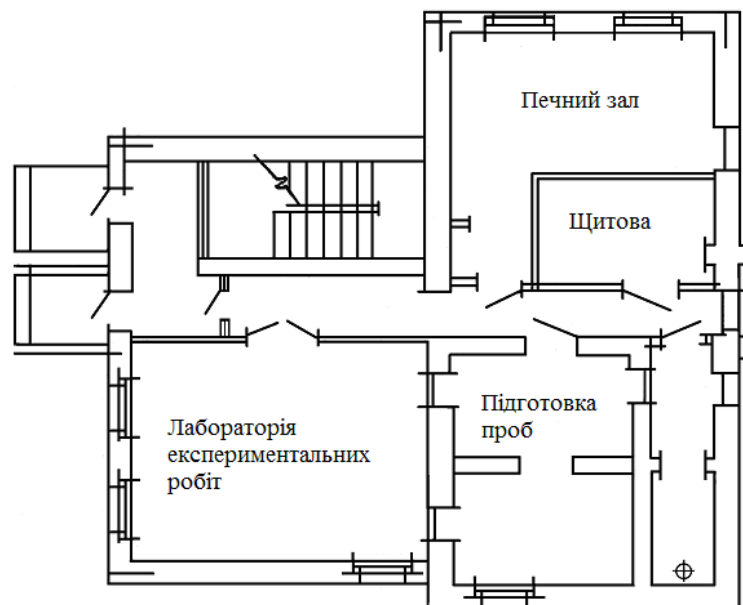 Печний зал
Щитова
Підготовка
проб
Лабораторія
експериментальних
робіт